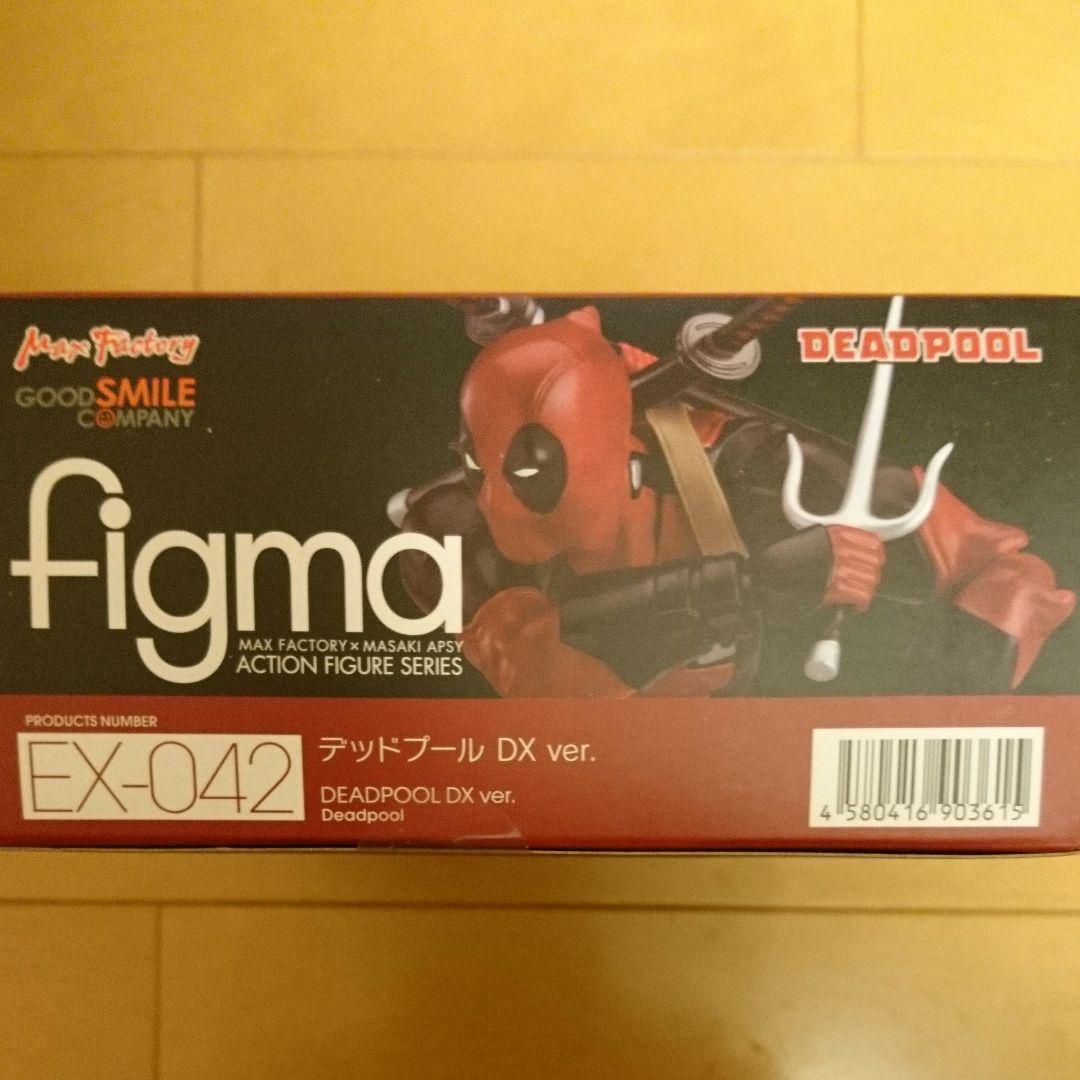 Max Factory
GOOD SMILE
COMPANY
DEADPOOL
figma
MAX FACTORY × MASAKI APSY
ACTION FIGURE SERIES
PRODUCTS NUMBER
EX-042
デッドプール DX ver.
DEADPOOL DX ver.
Deadpool
4 580416 903615